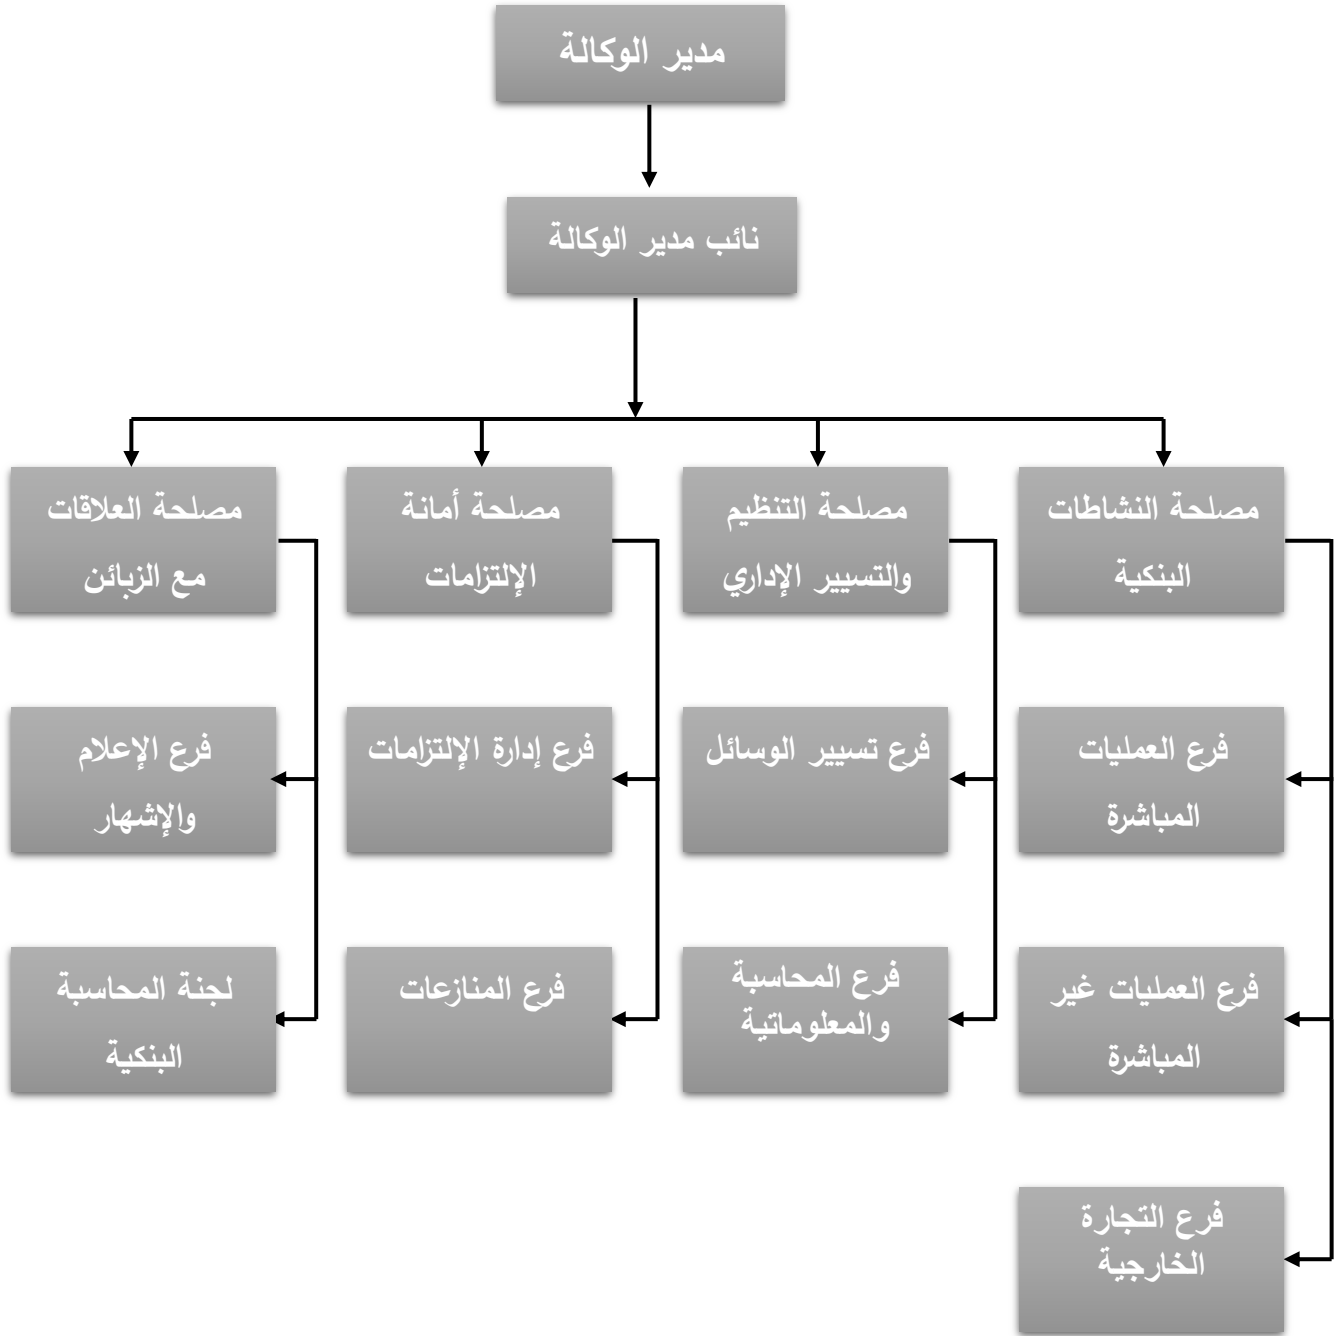 مدير الوكالة
نائب مدير الوكالة
مصلحة النشاطات
البنكية
مصلحة التنظيم
والتسيير الإداري
مصلحة أمانة
الإلتزامات
مصلحة العلاقات
مع الزبائن
فرع العمليات
المباشرة
فرع تسيير الوسائل
فرع إدارة الإلتزامات
فرع الإعلام
والإشهار
فرع العمليات غير
المباشرة
فرع المحاسبة
والمعلوماتية
فرع المنازعات
لجنة المحاسبة
البنكية
فرع التجارة
الخارجية